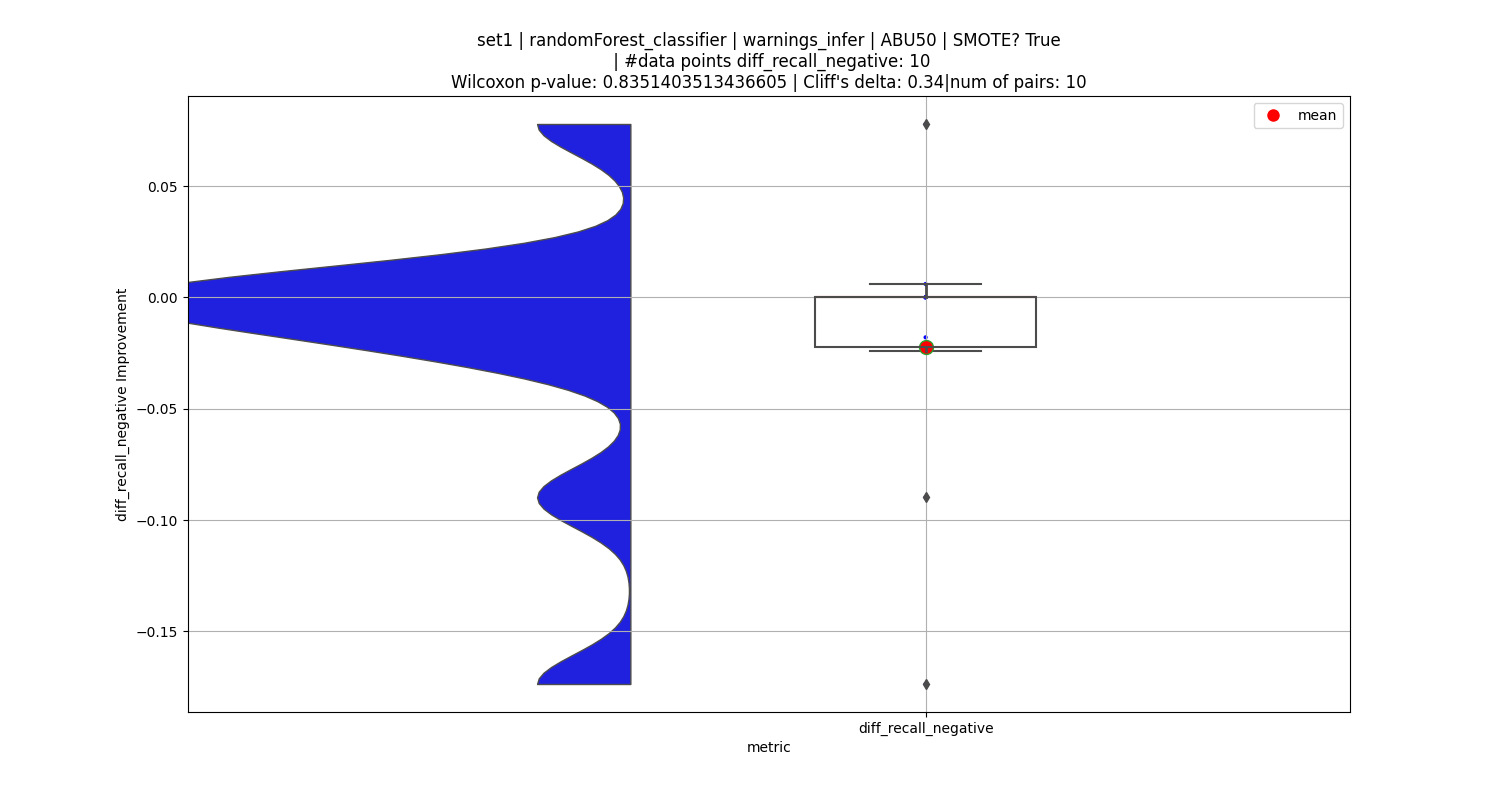 set1 | randomForest_classifier | warnings_infer | ABU50 | SMOTE? True
| #data points diff_recall_negative: 10
Wilcoxon p-value: 0.8351403513436605 | Cliff's delta: 0.34|num of pairs: 10
mean
0.05
0.00
−0.05
−0.10
−0.15
diff_recall_negative Improvement
diff_recall_negative
metric